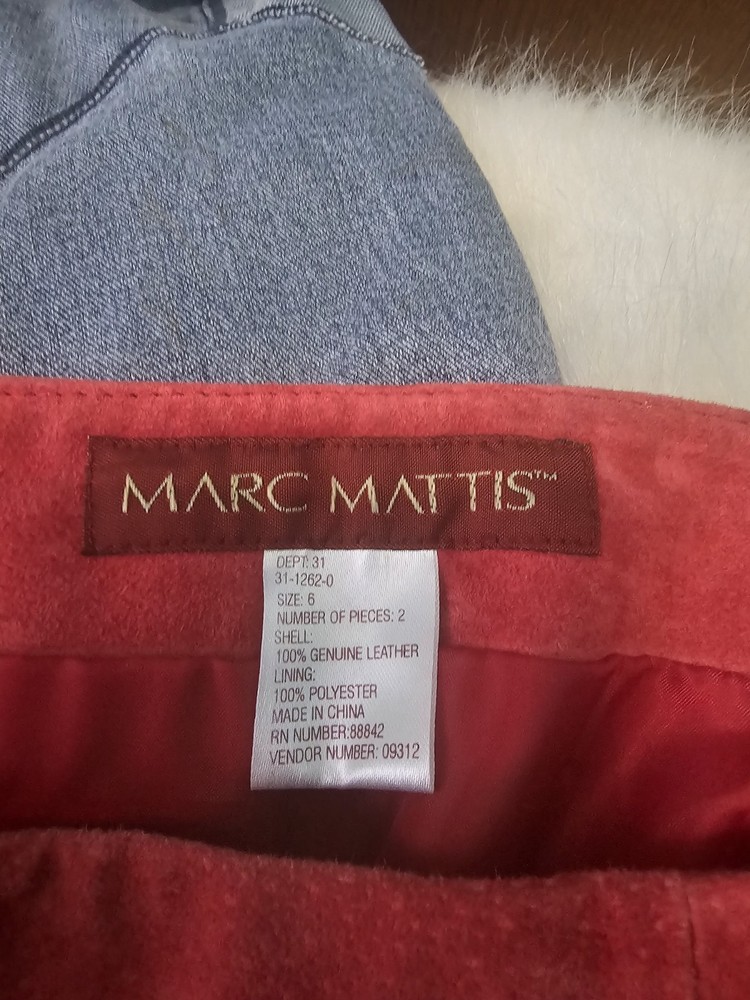 MARC MATTIS™
DEPT: 31
31-1262-0
SIZE: 6
NUMBER OF PIECES: 2
SHELL:
100% GENUINE LEATHER
LINING:
100% POLYESTER
MADE IN CHINA
RN NUMBER:88842
VENDOR NUMBER: 09312